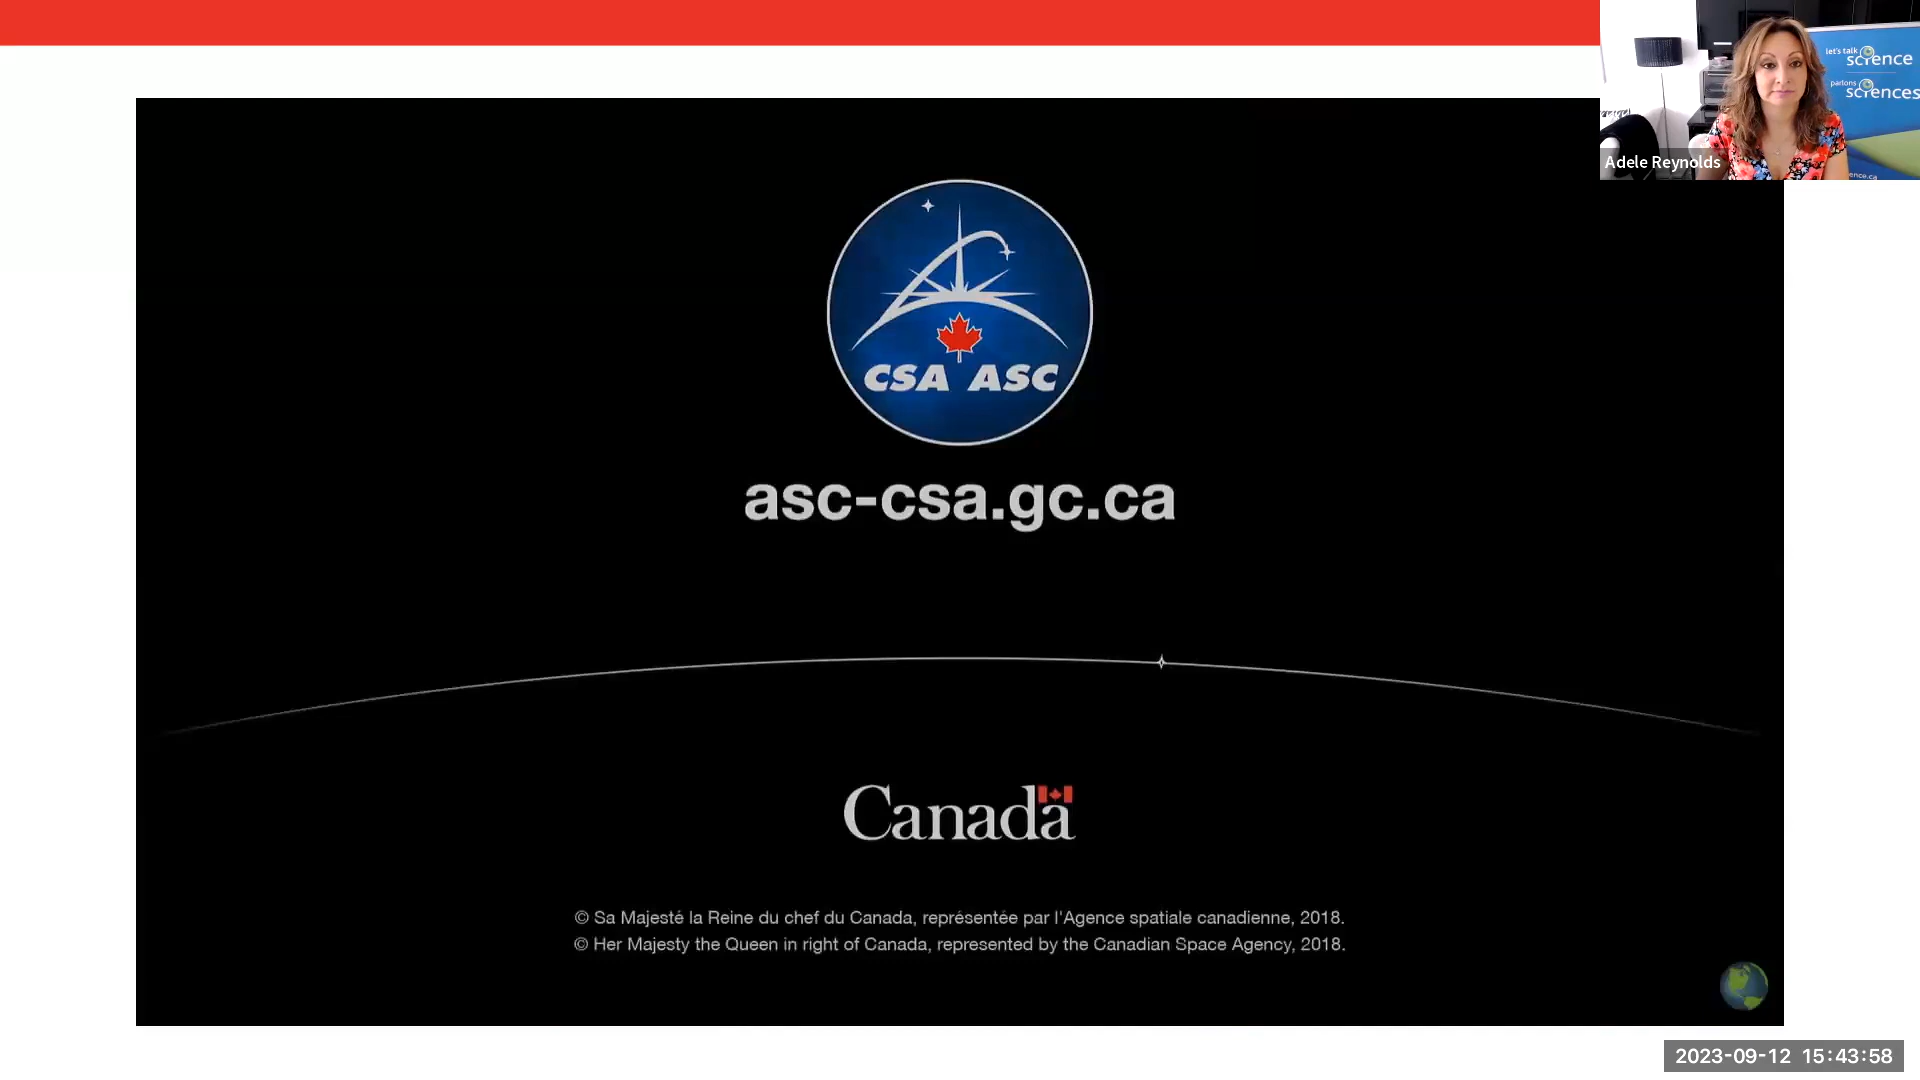 let's talk
science
parlons
sciences
Adele Reynolds
ence.ca
CSA ASC
asc-csa.gc.ca
Canada
© Sa Majesté la Reine du chef du Canada, représentée par l'Agence spatiale canadienne, 2018.
© Her Majesty the Queen in right of Canada, represented by the Canadian Space Agency, 2018.
2023-09-12 15:43:58